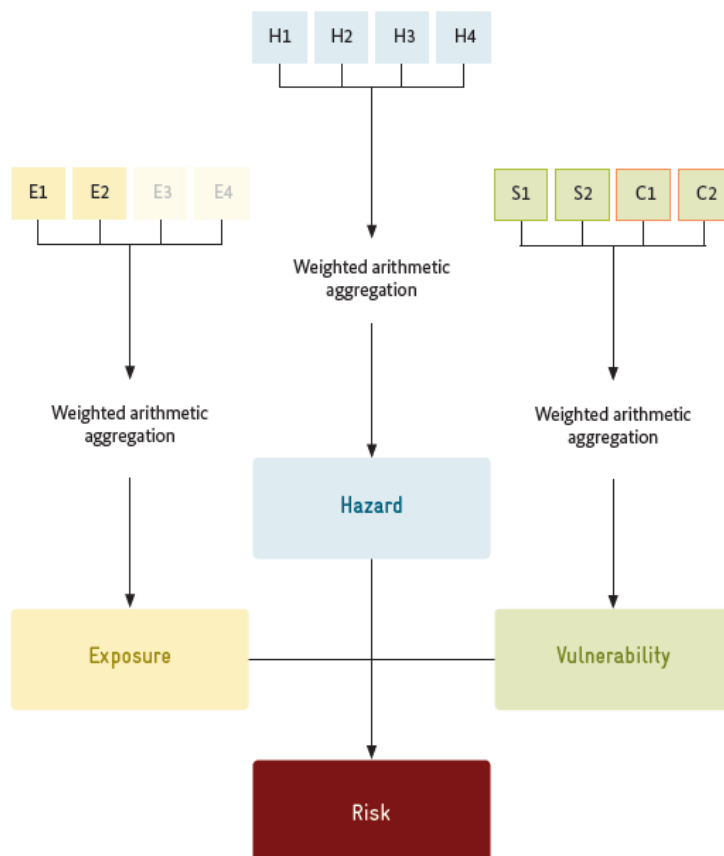 H1 H2 H3 H4
E1 E2 E3 E4
S1 S2 C1 C2
Weighted arithmetic
aggregation
Weighted arithmetic
aggregation
Weighted arithmetic
aggregation
Hazard
Exposure
Vulnerability
Risk